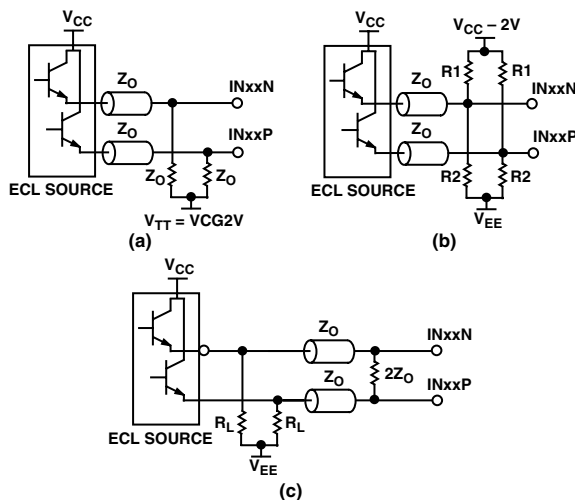 VCC
ZO
INxxN
ZO
INxxP
ECL SOURCE
ZO
ZO
VTT = VCG2V
(a)
VCC – 2V
VCC
R1
R1
ZO
INxxN
ZO
INxxP
R2
R2
ECL SOURCE
VEE
(b)
VCC
ZO
INxxN
2ZO
ZO
INxxP
RL
RL
ECL SOURCE
VEE
(c)